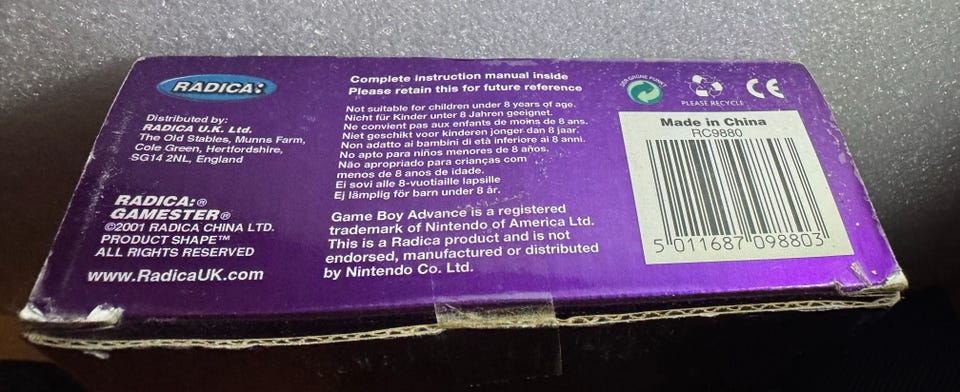 RADICA:
Distributed by:
RADICA U.K. Ltd.
The Old Stables, Munns Farm,
Cole Green, Hertfordshire,
SG14 2NL, England
RADICA:®
GAMESTER®
©2001 RADICA CHINA LTD.
PRODUCT SHAPE™
ALL RIGHTS RESERVED
www.RadicaUK.com
Complete instruction manual inside
Please retain this for future reference
Not suitable for children under 8 years of age.
Nicht für Kinder unter 8 Jahren geeignet.
Ne convient pas aux enfants de moins de 8 ans.
Niet geschikt voor kinderen jonger dan 8 jaar.
Non adatto ai bambini di età inferiore ai 8 anni.
No apto para niños menores de 8 años.
Não apropriado para crianças com
menos de 8 anos de idade.
Ei sovi alle 8-vuotiaille lapsille
Ej lämplig för barn under 8 år.
Game Boy Advance is a registered
trademark of Nintendo of America Ltd.
This is a Radica product and is not
endorsed, manufactured or distributed
by Nintendo Co. Ltd.
DER GRÜNE PUNKT
PLEASE RECYCLE
CE
Made in China
RC9880
5 011687 098803